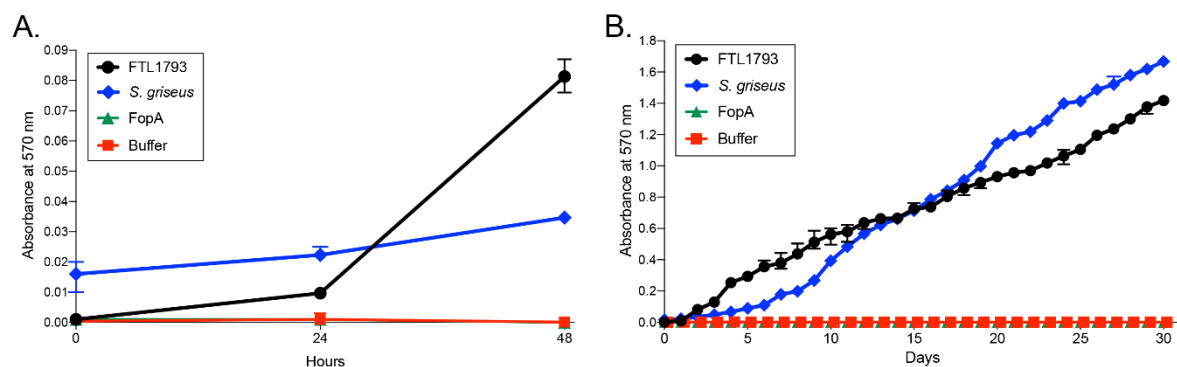 A.
0.09
0.08
0.07
0.06
0.05
0.04
0.03
0.02
0.01
0.00
Absorbance at 570 nm
FTL1793
S. griseus
FopA
Buffer
0 24 48
Hours
B.
1.8
1.6
1.4
1.2
1.0
0.8
0.6
0.4
0.2
0.0
Absorbance at 570 nm
FTL1793
S. griseus
FopA
Buffer
0 5 10 15 20 25 30
Days